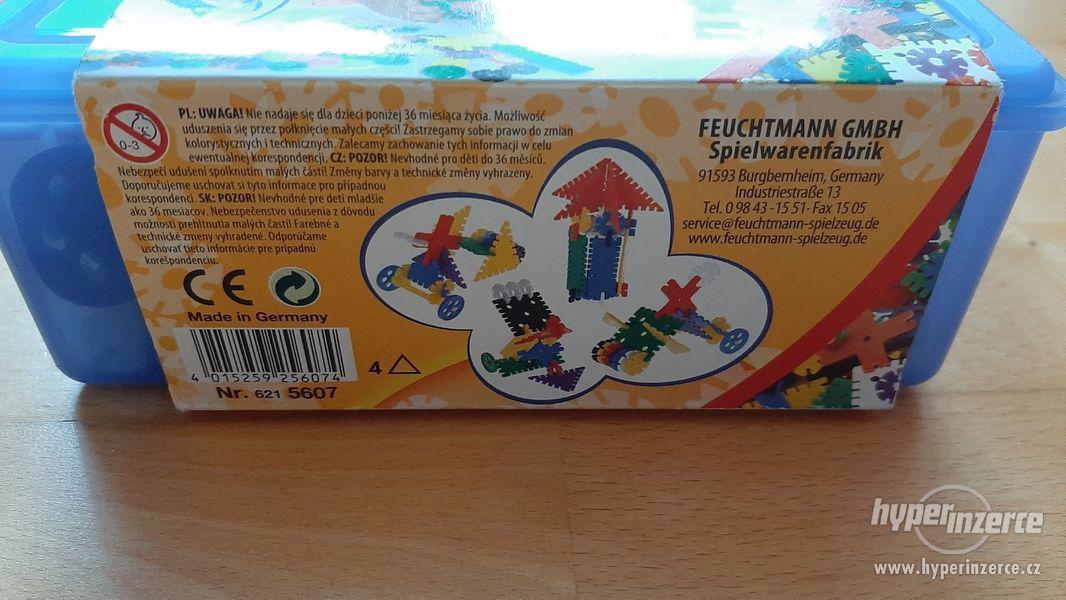 PL: UWAGA! Nie nadaje się dla dzieci poniżej 36 miesiąca życia. Możliwość
uduszenia się przez połknięcie małych części! Zastrzegamy sobie prawo do zmian
kolorystycznych i technicznych. Zalecamy zachowanie tych informacji w celu
ewentualnej korespondencji. CZ: POZOR! Nevhodné pro děti do 36 měsíců.
Nebezpečí udušení spolknutím malých částí! Změny barvy a technické změny vyhrazeny.
Doporučujeme uschovat si tyto informace pro případnou
korespondenci. SK: POZOR! Nevhodné pre deti mladšie
ako 36 mesiacov. Nebezpečenstvo udusenia z dôvodu
možnosti prehltnutia malých častí! Farebné a
technické zmeny vyhradené. Odporúčame
uschovať tieto informácie pre prípadnú
korešpondenciu.
0-3
CE
Made in Germany
4 015259 256074
Nr. 621 5607
4
FEUCHTMANN GMBH
Spielwarenfabrik
91593 Burgbernheim, Germany
Industriestraße 13
Tel. 0 98 43 -15 51· Fax 15 05
service@feuchtmann-spielzeug.de
www.feuchtmann-spielzeug.de
hyperinzerce
www.hyperinzerce.cz